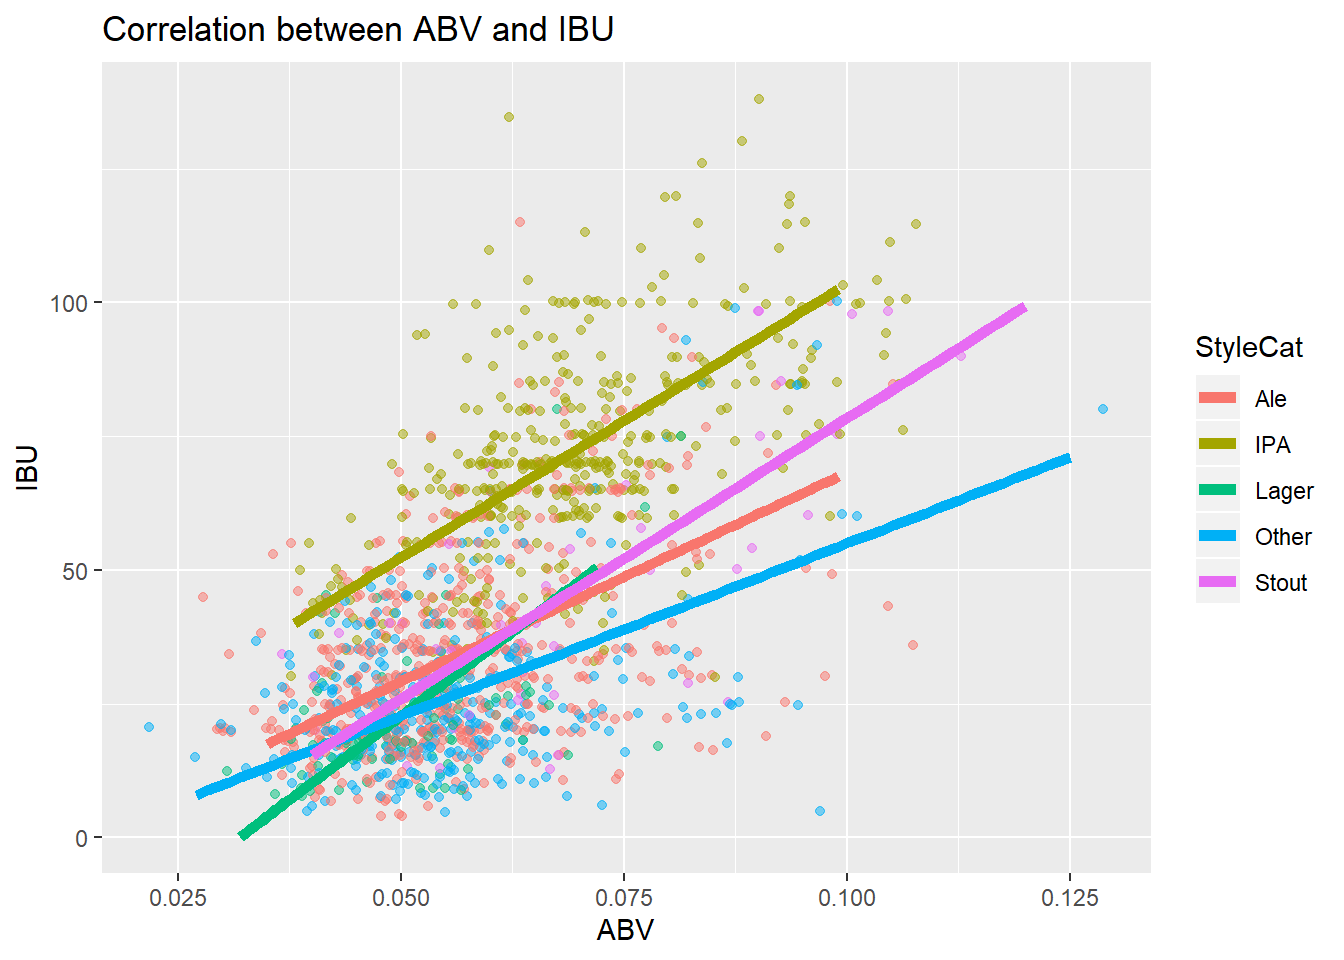 Correlation between ABV and IBU
IBU
100
50
0
0.025
0.050
0.075
0.100
0.125
ABV
StyleCat
Ale
IPA
Lager
Other
Stout